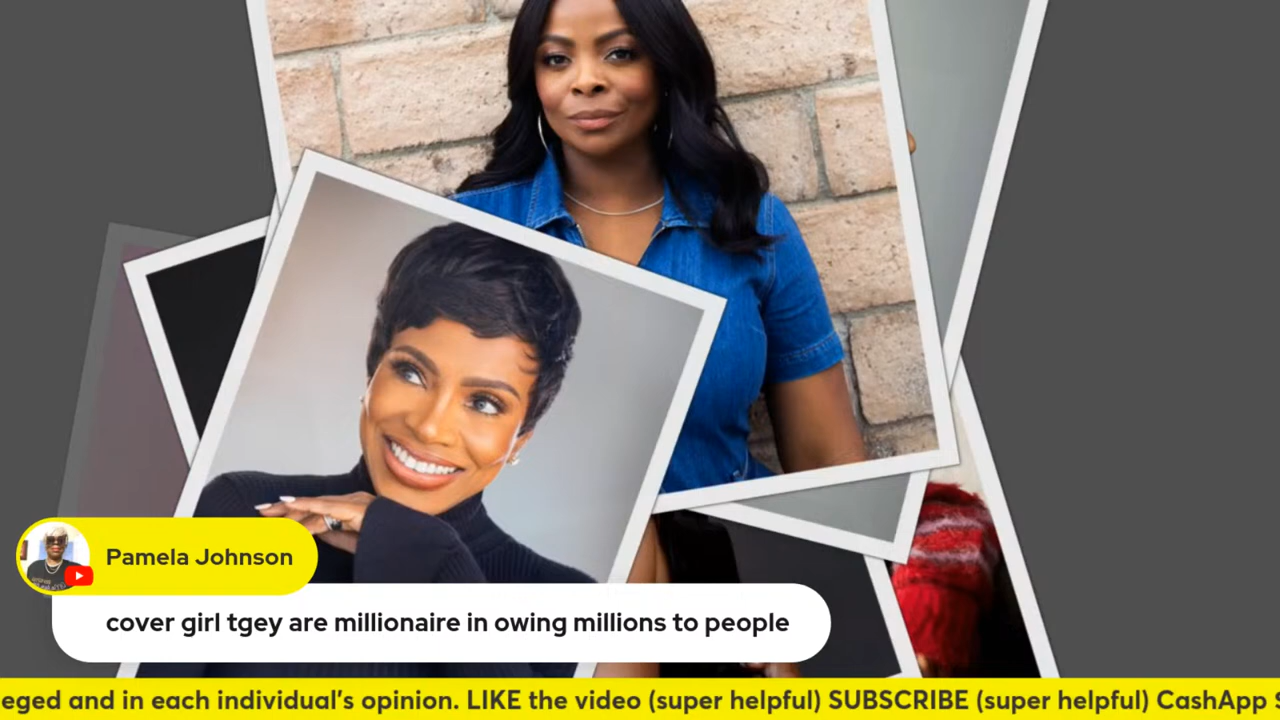 Pamela Johnson
cover girl tgey are millionaire in owing millions to people
eged and in each individual's opinion. LIKE the video (super helpful) SUBSCRIBE (super helpful) CashApp